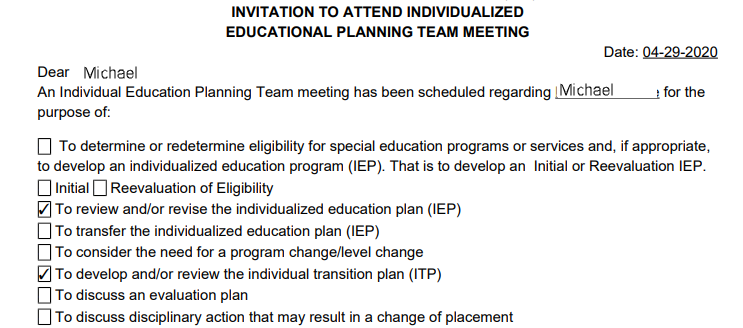 INVITATION TO ATTEND INDIVIDUALIZED
EDUCATIONAL PLANNING TEAM MEETING
Date: 04-29-2020
Dear Michael
An Individual Education Planning Team meeting has been scheduled regarding Michael, for the
purpose of:
☐ To determine or redetermine eligibility for special education programs or services and, if appropriate,
to develop an individualized education program (IEP). That is to develop an Initial or Reevaluation IEP.
☐ Initial ☐ Reevaluation of Eligibility
☑ To review and/or revise the individualized education plan (IEP)
☐ To transfer the individualized education plan (IEP)
☐ To consider the need for a program change/level change
☑ To develop and/or review the individual transition plan (ITP)
☐ To discuss an evaluation plan
☐ To discuss disciplinary action that may result in a change of placement